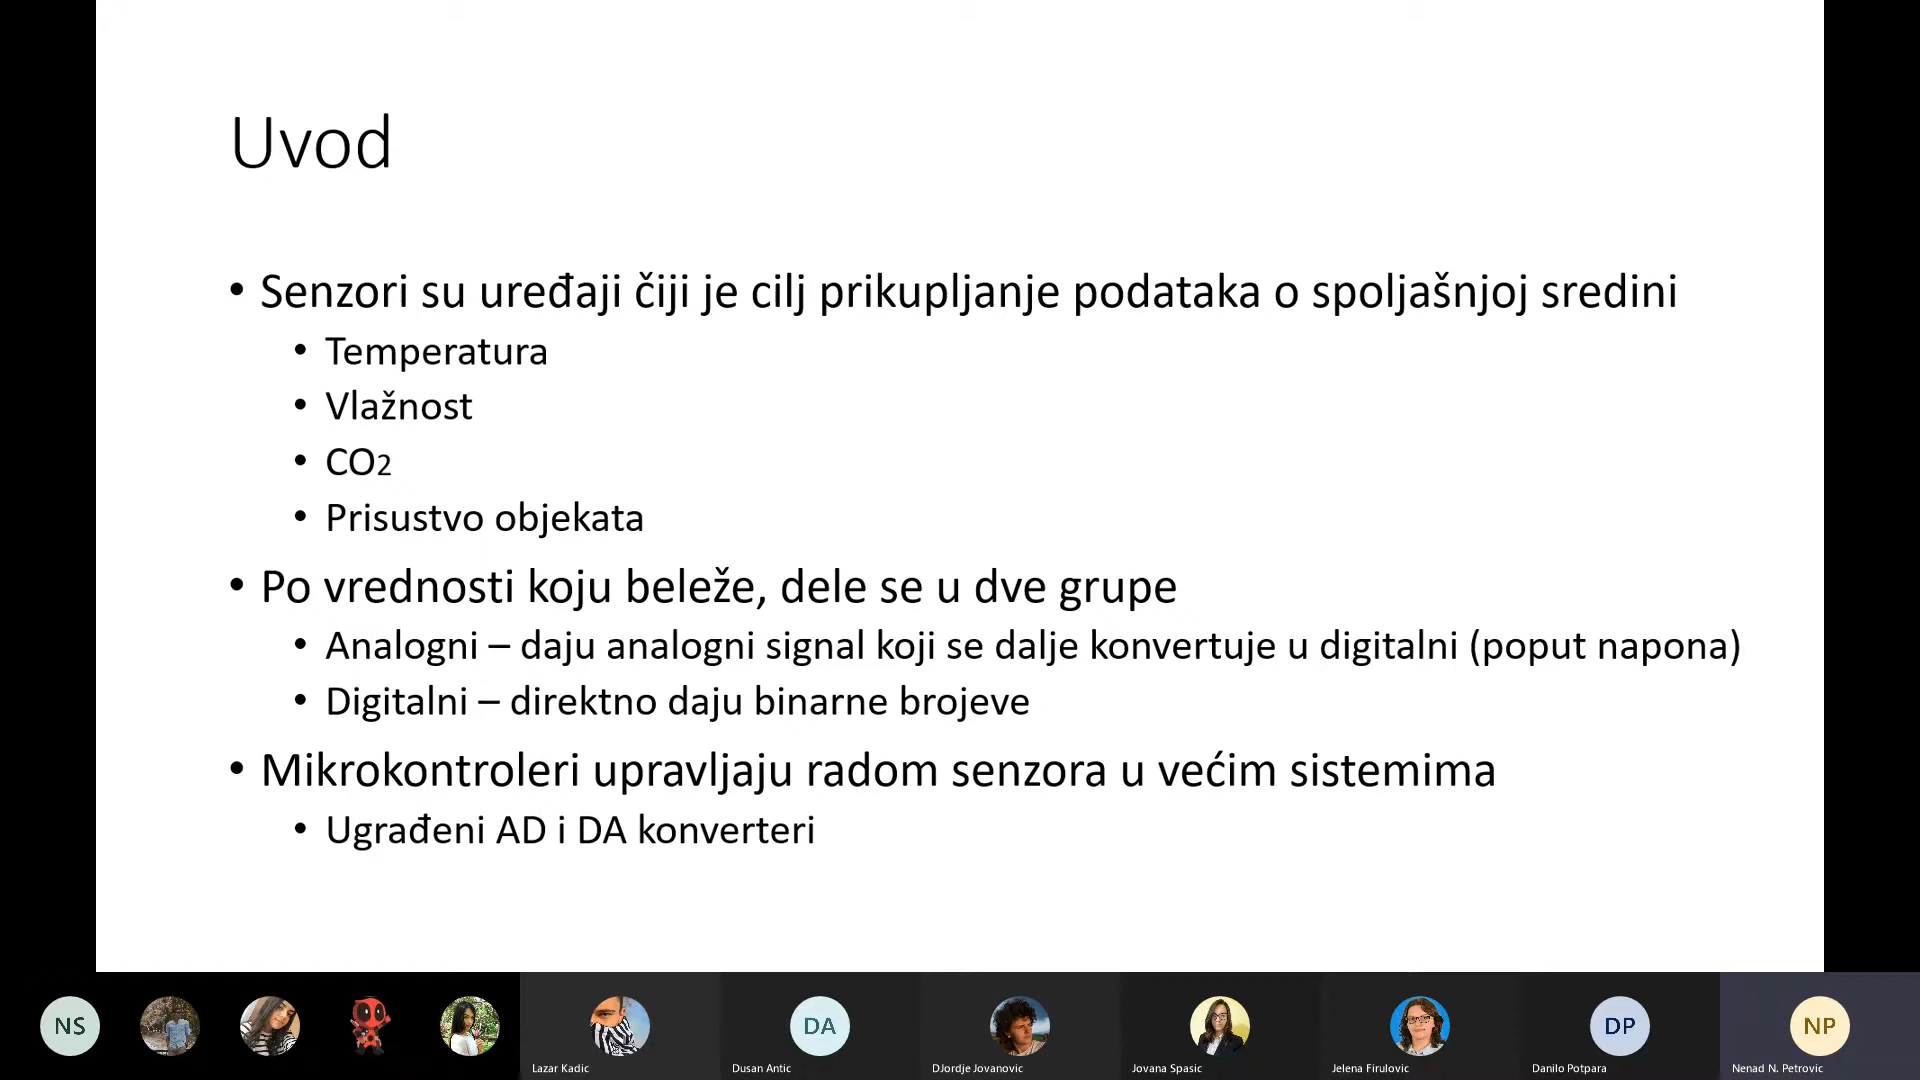 Uvod
• Senzori su uređaji čiji je cilj prikupljanje podataka o spoljašnjoj sredini
• Temperatura
• Vlažnost
• CO2
• Prisustvo objekata
• Po vrednosti koju beleže, dele se u dve grupe
• Analogni – daju analogni signal koji se dalje konvertuje u digitalni (poput napona)
• Digitalni – direktno daju binarne brojeve
• Mikrokontroleri upravljaju radom senzora u većim sistemima
• Ugrađeni AD i DA konverteri
NS
DA
DP
NP
Lazar Kadic
Dusan Antic
DJordje Jovanovic
Jovana Spasic
Jelena Firulovic
Danilo Potpara
Nenad N. Petrovic